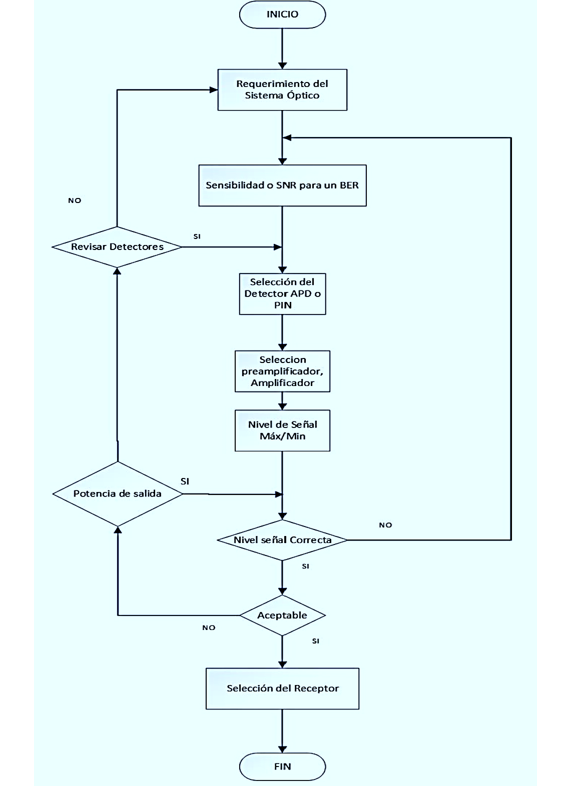 INICIO
Requerimiento del
Sistema Óptico
Sensibilidad o SNR para un BER
NO
Revisar Detectores
SI
Selección del
Detector APD o
PIN
Seleccion
preamplificador,
Amplificador
Nivel de Señal
Máx/Min
Potencia de salida
SI
Nivel señal Correcta
NO
SI
Aceptable
NO
SI
Selección del Receptor
FIN